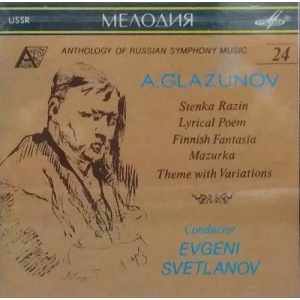 USSR
МЕЛОДИЯ
ANTHOLOGY OF RUSSIAN SYMPHONY MUSIC
24
A.GLAZUNOV
Stenka Razin
Lyrical Poem
Finnish Fantasia
Mazurka
Theme with Variations
Conductor
EVGENI
SVETLANOV